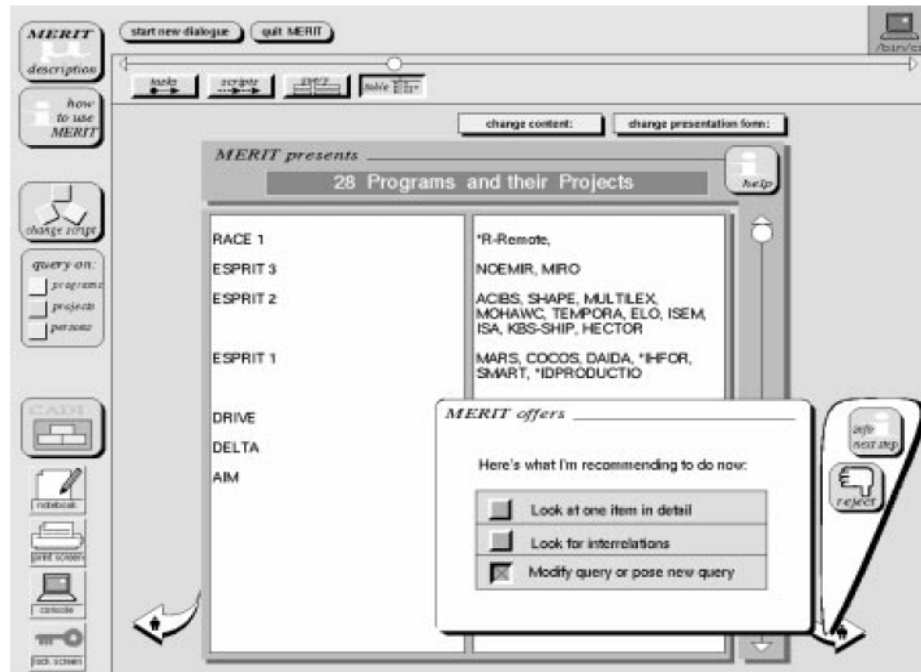 MERIT
description
start new dialogue
quit MERIT
how
to use
MERIT
tasks
scripts
table
change content:
change presentation form:
MERIT presents
28 Programs and their Projects
help
change script
query on:
programs
projects
persons
RACE 1
*R-Remote,
ESPRIT 3
NOEMIR, MIRO
ESPRIT 2
ACIBS, SHAPE, MULTILEX,
MOHAWC, TEMPORA, ELO, ISEM,
ISA, KBS-SHIP, HECTOR
ESPRIT 1
MARS, COCOS, DAIDA, *IHFOR,
SMART, *IDPRODUCTIO
DRIVE
DELTA
AIM
CADI
notebook
print screen
console
lock screen
MERIT offers
Here's what I'm recommending to do now:
Look at one item in detail
Look for interrelations
Modify query or pose new query
info
next step
reject